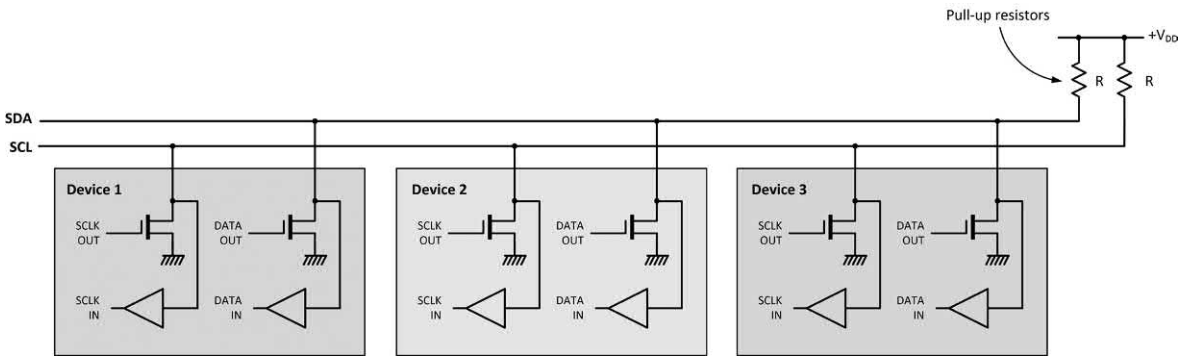 Pull-up resistors
+VDD
R
R
SDA
SCL
Device 1
SCLK
OUT
DATA
OUT
SCLK
IN
DATA
IN
Device 2
SCLK
OUT
DATA
OUT
SCLK
IN
DATA
IN
Device 3
SCLK
OUT
DATA
OUT
SCLK
IN
DATA
IN